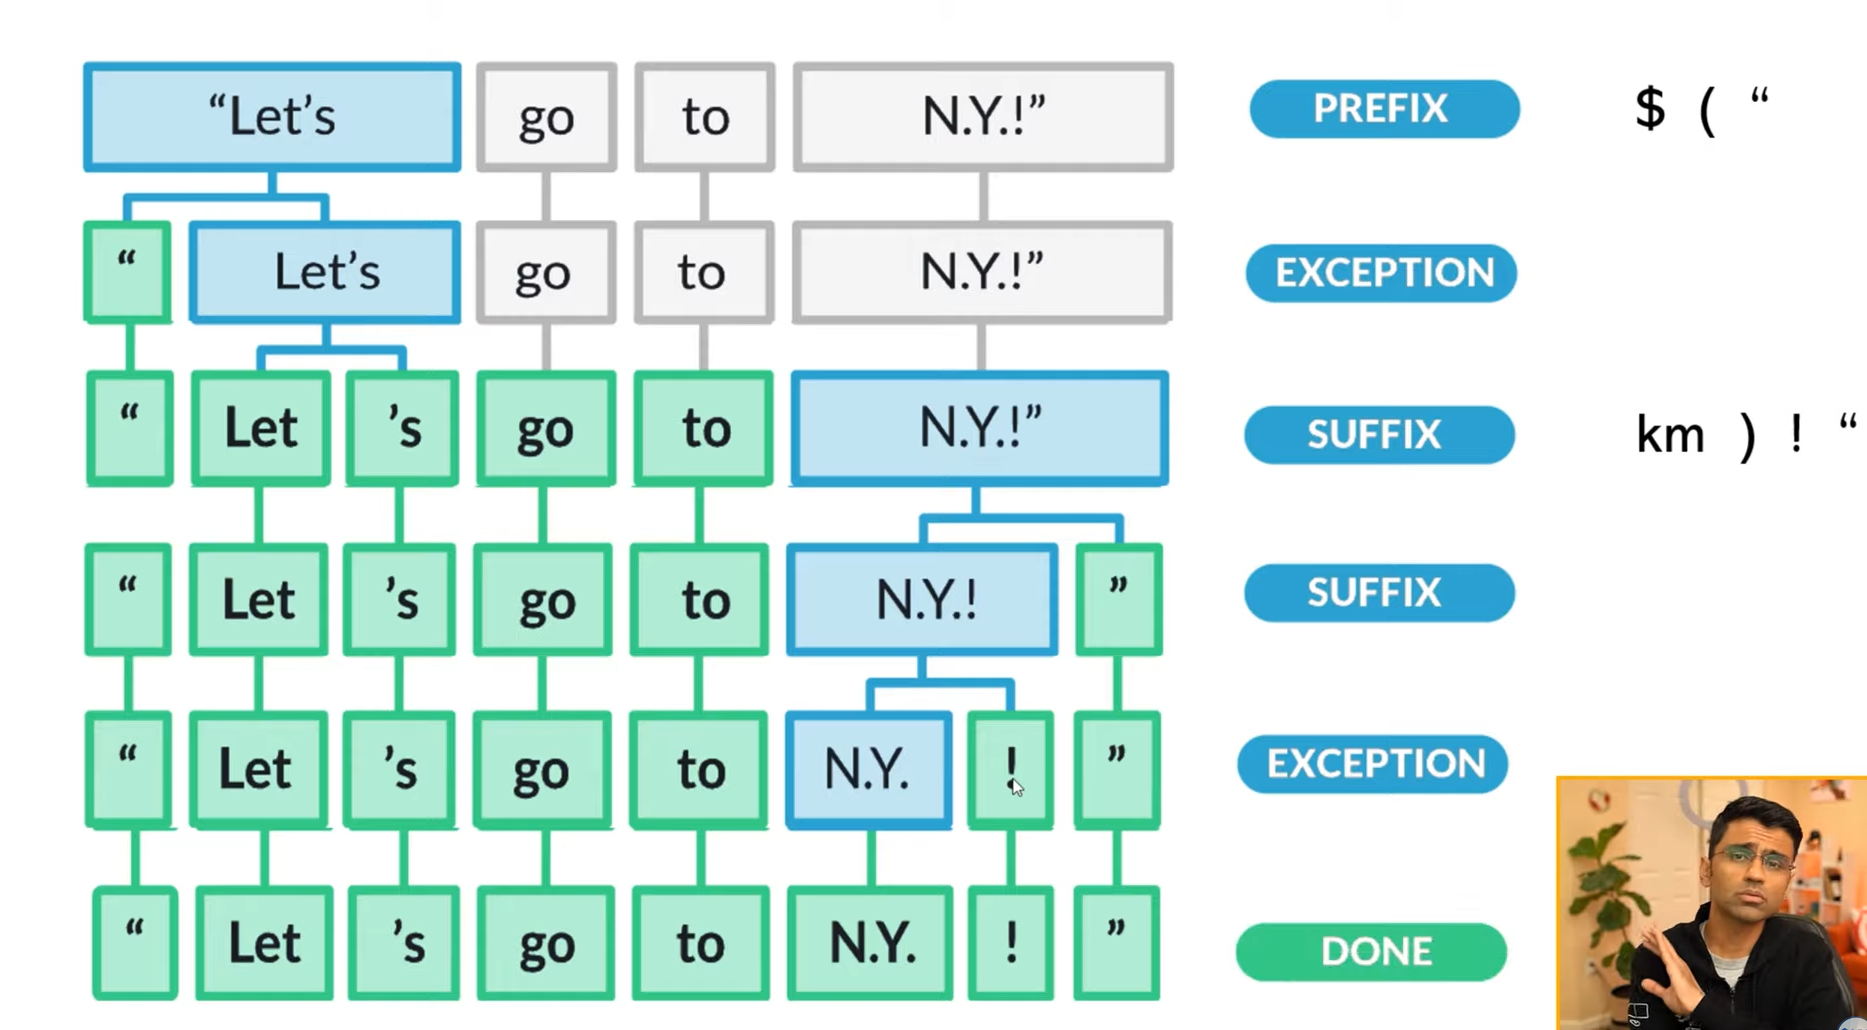 “Let’s go to N.Y.!” PREFIX $ ( “
“ Let’s go to N.Y.!” EXCEPTION
“ Let ’s go to N.Y.!” SUFFIX km ) ! “
“ Let ’s go to N.Y.! ” SUFFIX
“ Let ’s go to N.Y. ! ” EXCEPTION
“ Let ’s go to N.Y. ! ” DONE